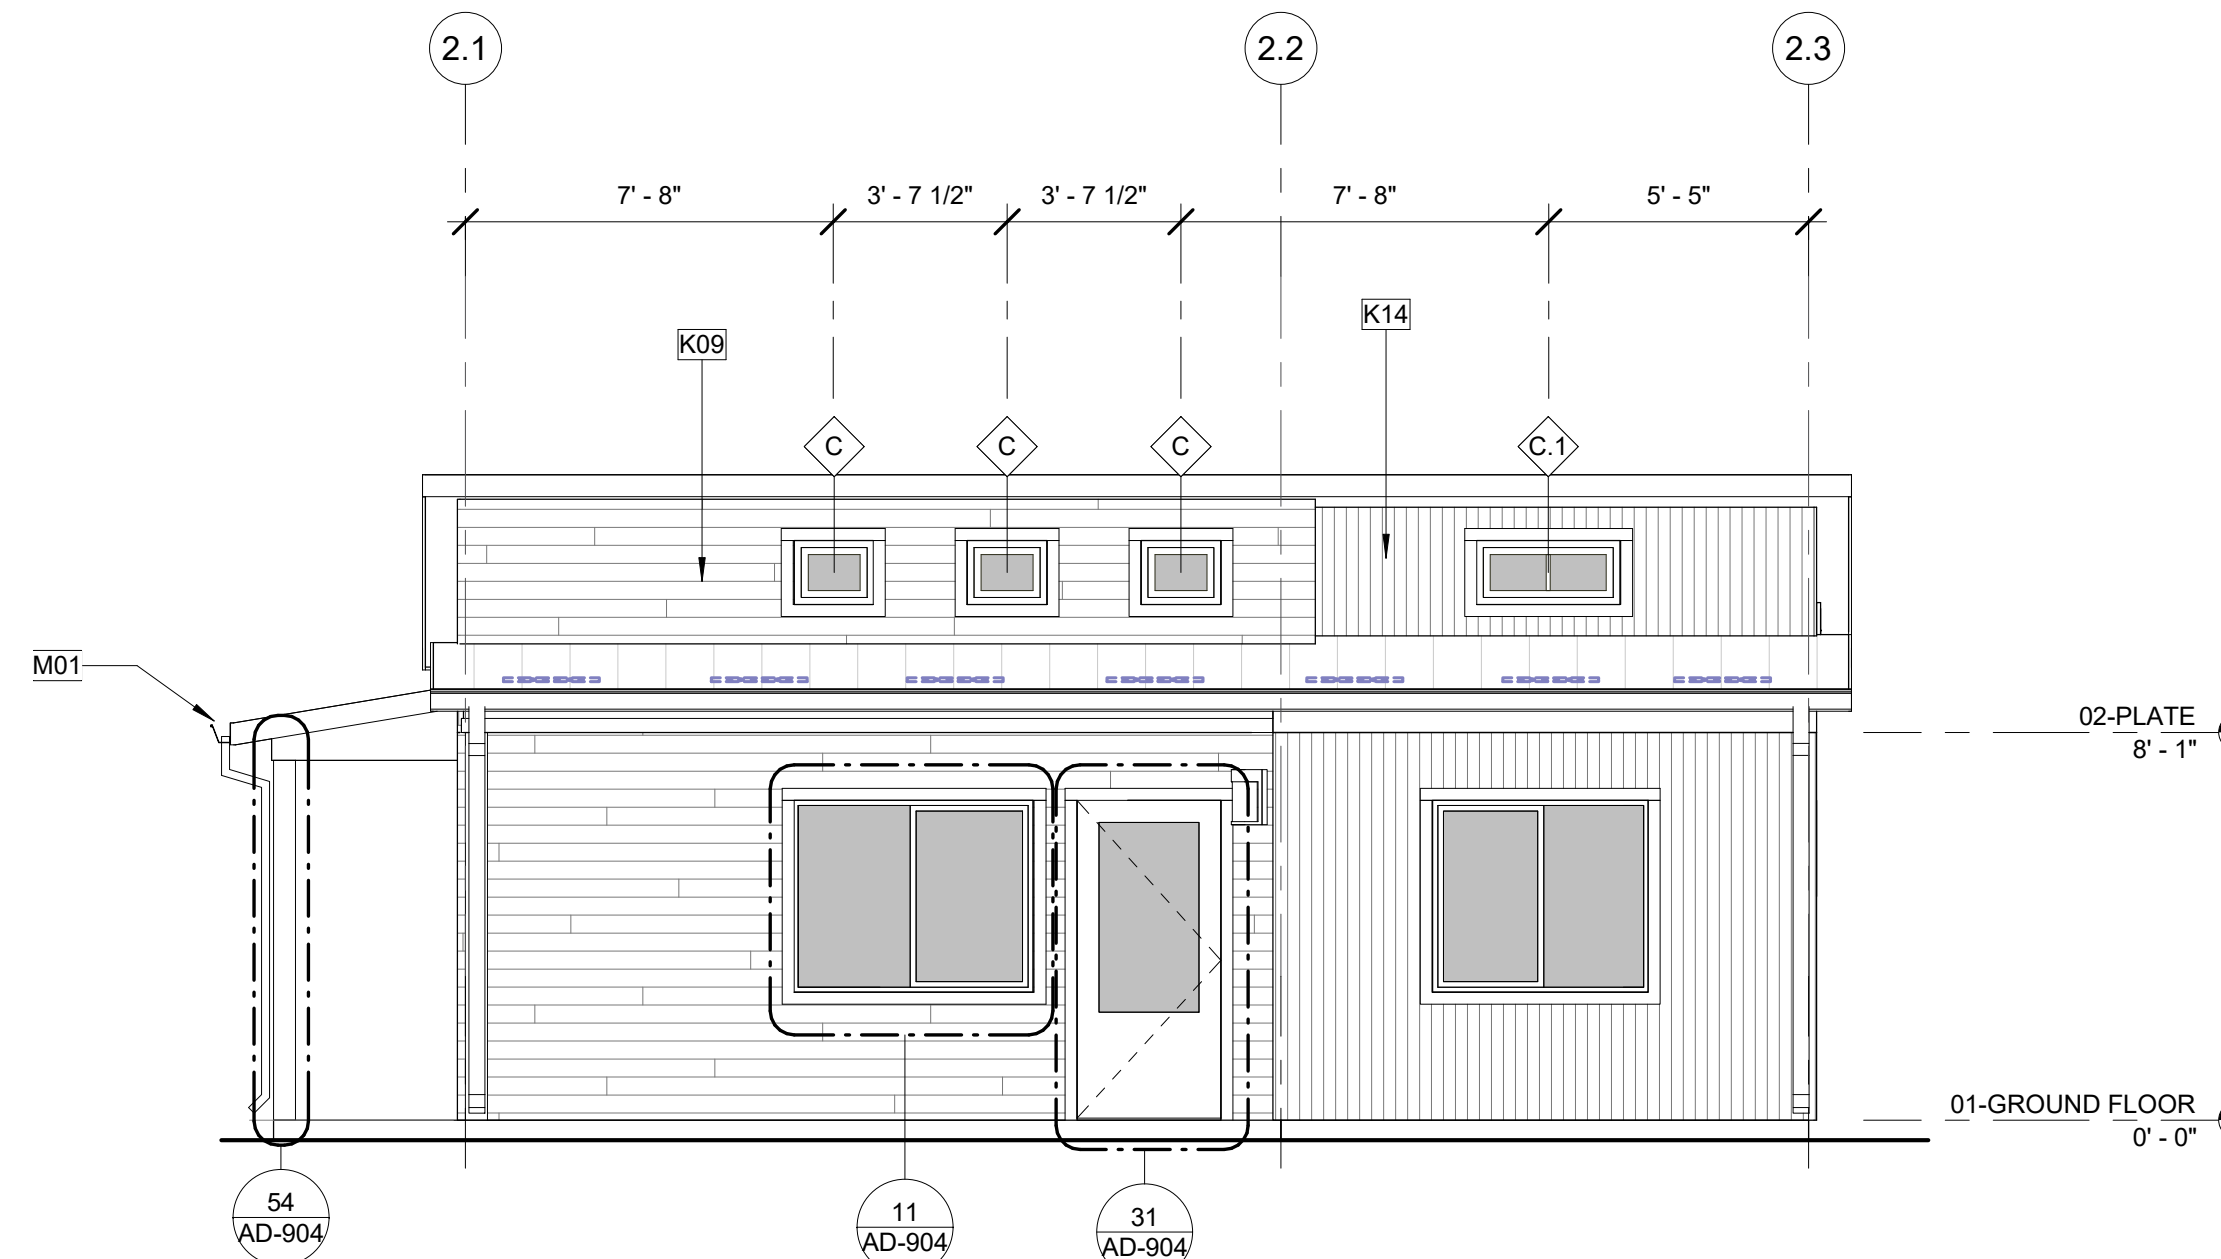 2.1
2.2
2.3
7' - 8"
3' - 7 1/2"
3' - 7 1/2"
7' - 8"
5' - 5"
K14
K09
C
C
C
C.1
M01
02-PLATE
8' - 1"
01-GROUND FLOOR
0' - 0"
54
AD-904
11
AD-904
31
AD-904